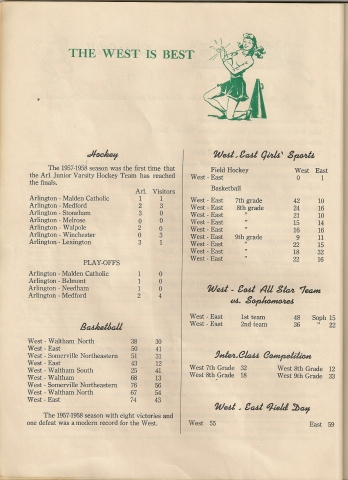 THE WEST IS BEST
Hockey
The 1957-1958 season was the first time that
the Arl. Junior Varsity Hockey Team has reached
the finals.
Arl. Visitors
Arlington - Malden Catholic 1 1
Arlington - Medford 2 3
Arlington - Stoneham 3 0
Arlington - Melrose 0 0
Arlington - Walpole 2 0
Arlington - Winchester 0 3
Arlington - Lexington 3 1
PLAY-OFFS
Arlington - Malden Catholic 1 0
Arlington - Belmont 1 0
Arlington - Needham 1 0
Arlington - Medford 2 4
Basketball
West - Waltham North 38 30
West - East 50 41
West - Somerville Northeastern 51 31
West - East 43 12
West - Waltham South 25 41
West - Waltham 68 13
West - Somerville Northeastern 76 56
West - Waltham North 67 54
West - East 74 43
The 1957-1958 season with eight victories and
one defeat was a modern record for the West.
West - East Girls' Sports
Field Hockey West East
West - East 0 1
Basketball
West - East 7th grade 42 10
West - East 8th grade 24 16
West - East " 21 10
West - East " 15 14
West - East " 16 16
West - East 9th grade 9 11
West - East " 22 15
West - East " 18 32
West - East " 22 16
West - East All Star Team
vs. Sophomores
West - East 1st team 48 Soph 15
West - East 2nd team 36 " 22
Inter-Class Competition
West 7th Grade 32 West 8th Grade 12
West 8th Grade 18 West 9th Grade 33
West - East Field Day
West 55 East 59